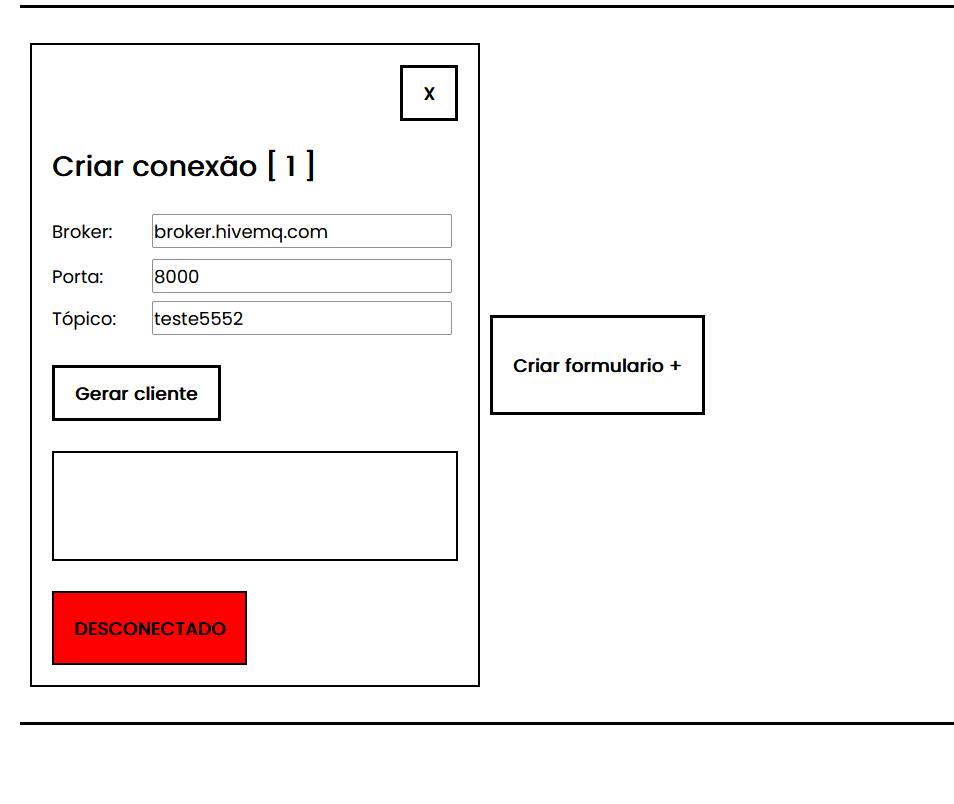 X
Criar conexão [ 1 ]
Broker: broker.hivemq.com
Porta: 8000
Tópico: teste5552
Gerar cliente
DESCONECTADO
Criar formulario +